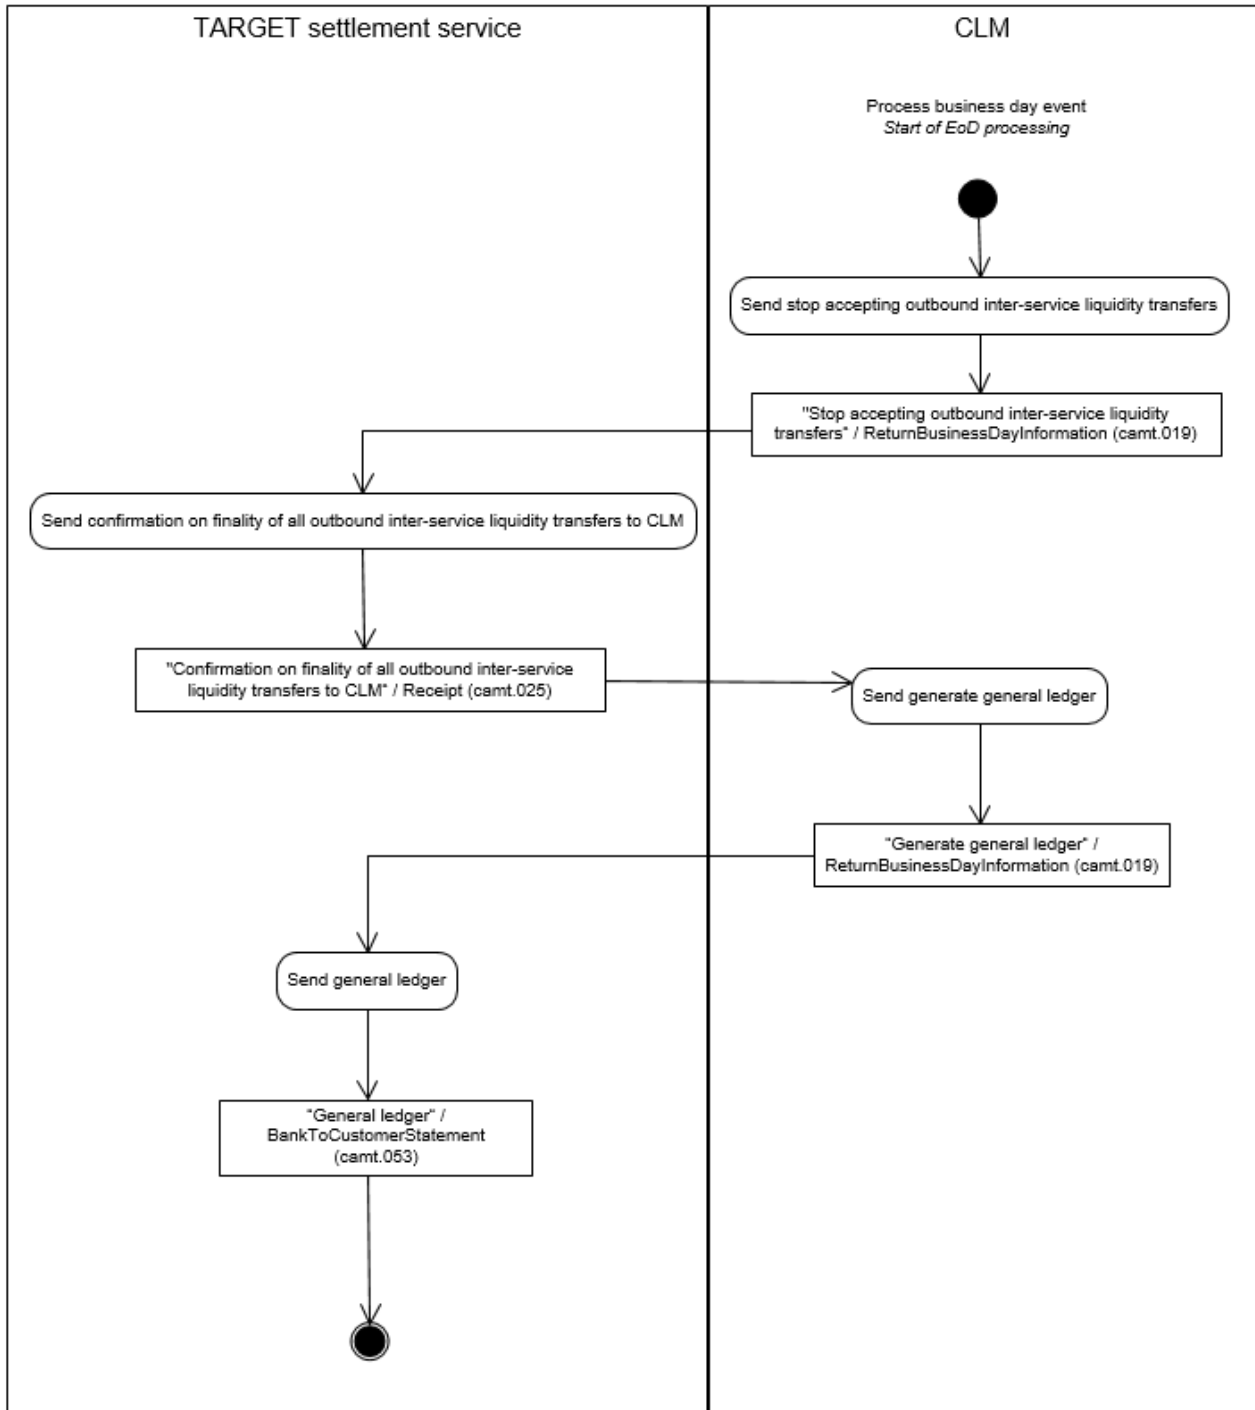 TARGET settlement service
CLM
Process business day event
Start of EoD processing
Send stop accepting outbound inter-service liquidity transfers
"Stop accepting outbound inter-service liquidity
transfers" / ReturnBusinessDayInformation (camt.019)
Send confirmation on finality of all outbound inter-service liquidity transfers to CLM
"Confirmation on finality of all outbound inter-service
liquidity transfers to CLM" / Receipt (camt.025)
Send generate general ledger
"Generate general ledger" /
ReturnBusinessDayInformation (camt.019)
Send general ledger
"General ledger" /
BankToCustomerStatement
(camt.053)